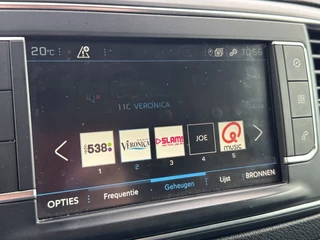 20°C 10:56
VERONICA
538 VERONICA SLAM! JOE Q music
1 2 3 4 5
OPTIES Frequentie Geheugen Lijst BRONNEN